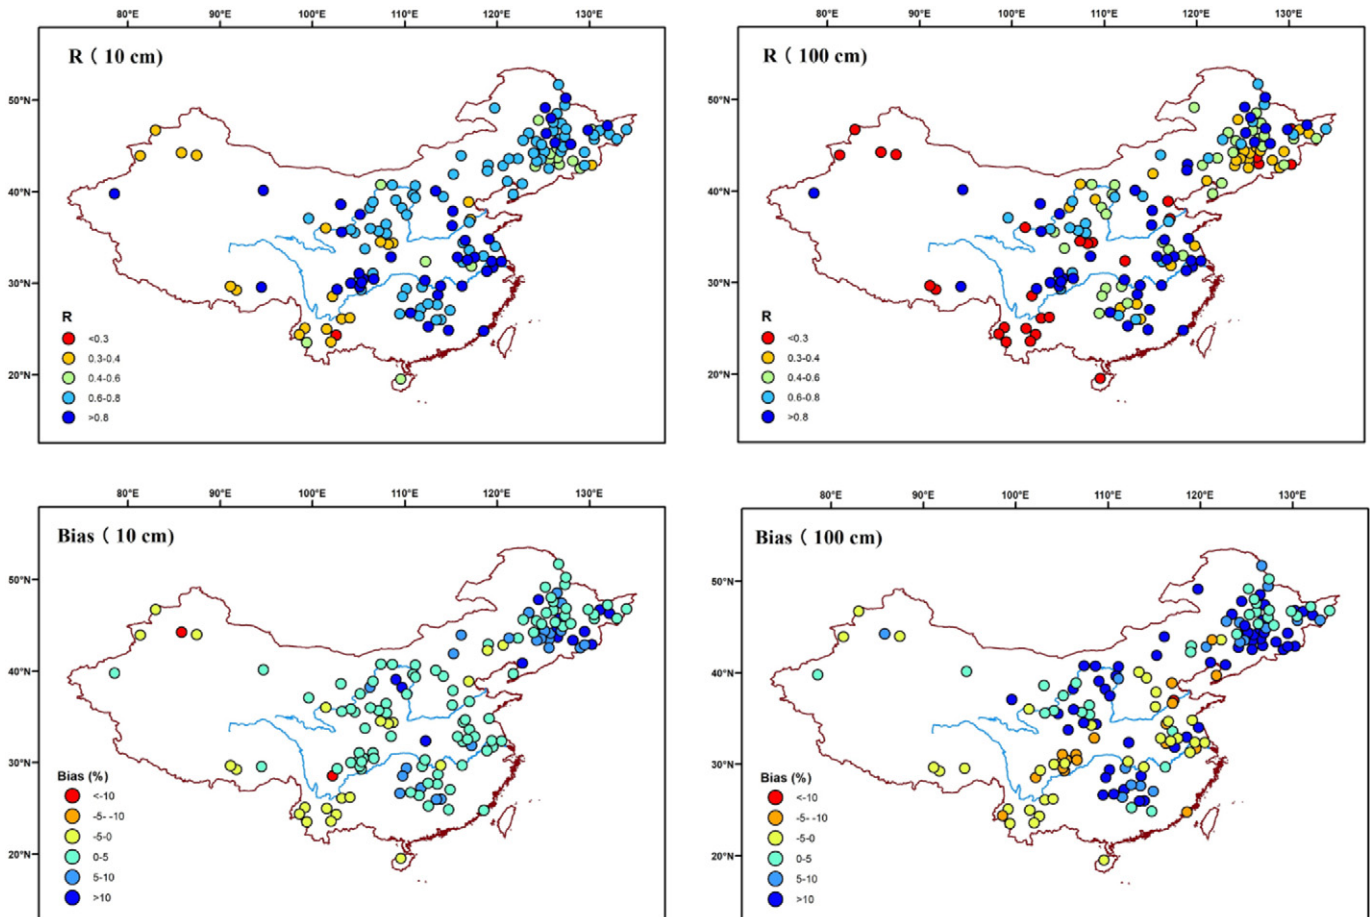 80°E 90°E 100°E 110°E 120°E 130°E
R ( 10 cm)
50°N
40°N
30°N
20°N
R
<0.3
0.3-0.4
0.4-0.6
0.6-0.8
>0.8
80°E 90°E 100°E 110°E 120°E 130°E
R ( 100 cm)
50°N
40°N
30°N
20°N
R
<0.3
0.3-0.4
0.4-0.6
0.6-0.8
>0.8
80°E 90°E 100°E 110°E 120°E 130°E
Bias ( 10 cm)
50°N
40°N
30°N
20°N
Bias (%)
<-10
-5- -10
-5-0
0-5
5-10
>10
80°E 90°E 100°E 110°E 120°E 130°E
Bias ( 100 cm)
50°N
40°N
30°N
20°N
Bias (%)
<-10
-5- -10
-5-0
0-5
5-10
>10